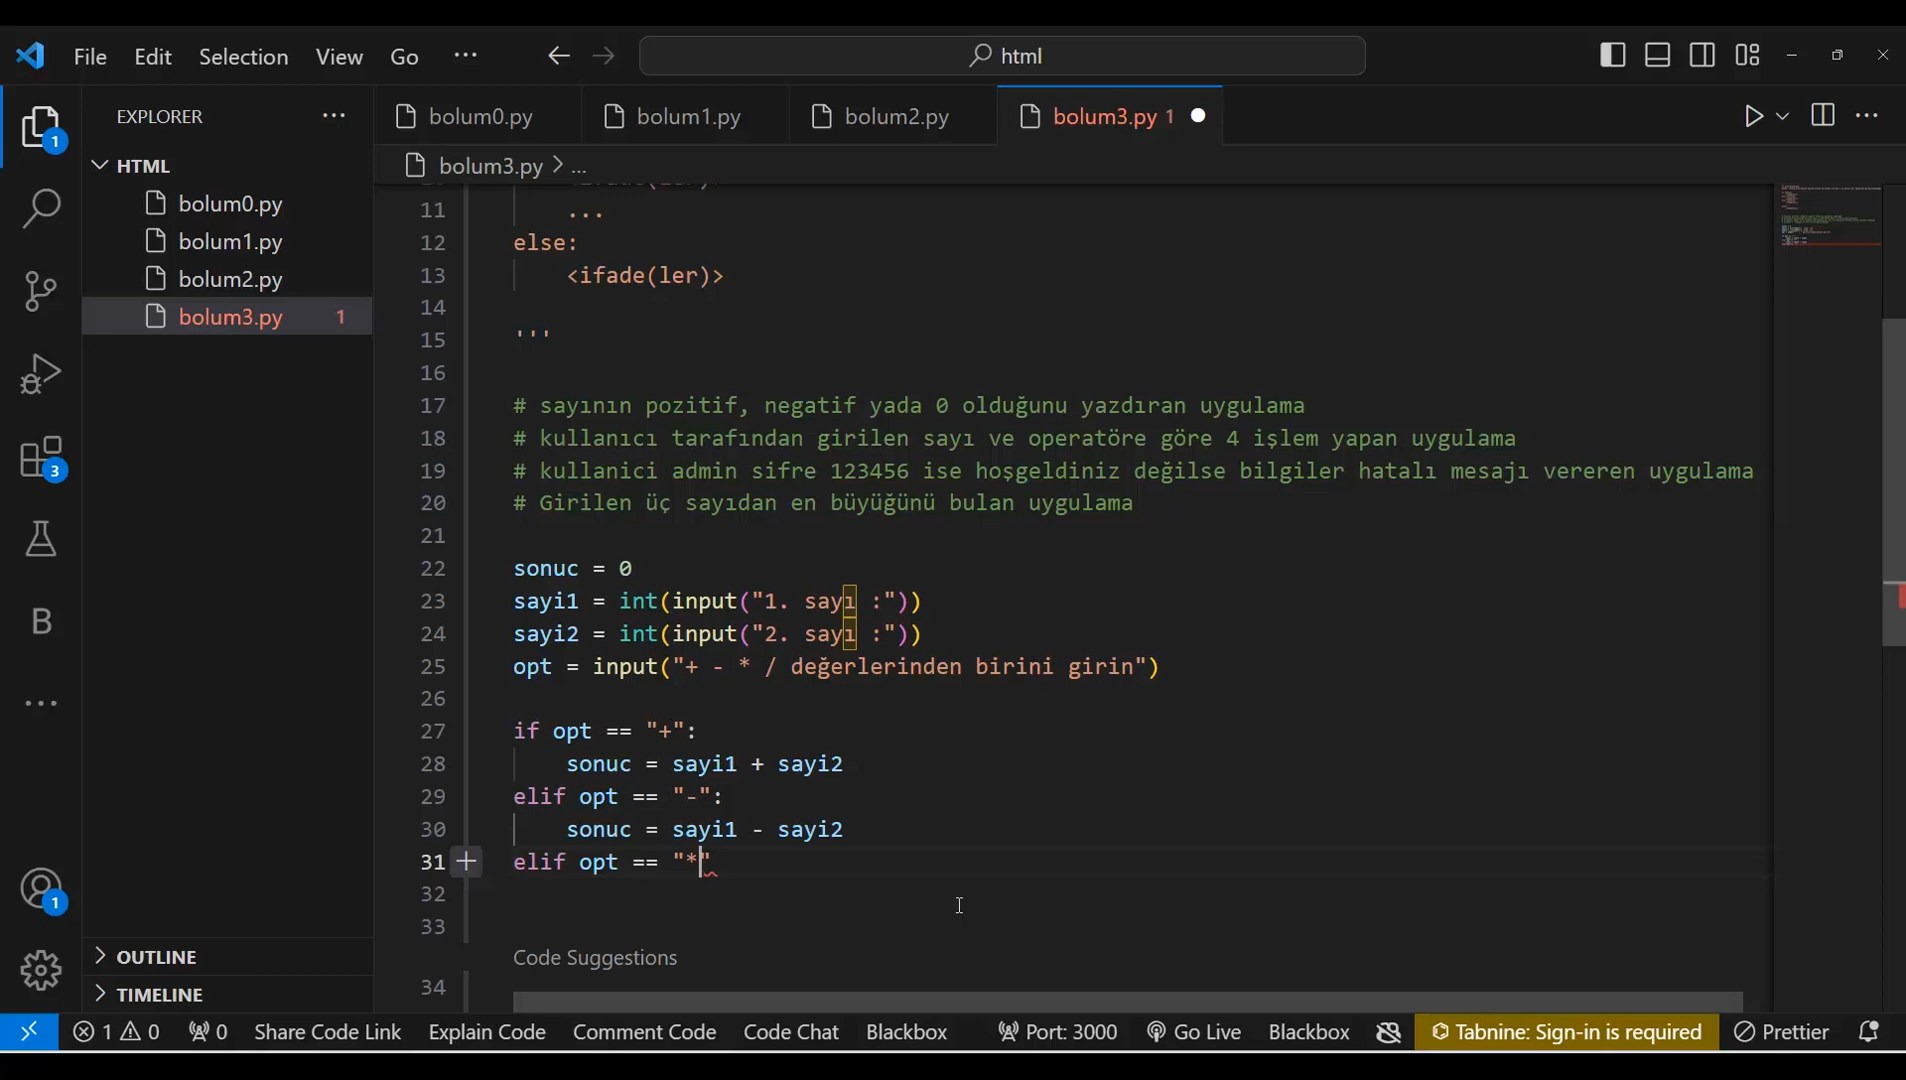 File Edit Selection View Go ... html
EXPLORER ...
bolum0.py bolum1.py bolum2.py bolum3.py 1
HTML
bolum3.py > ...
bolum0.py
bolum1.py
bolum2.py
bolum3.py 1
11 ...
12 else:
13 <ifade(ler)>
14
15 '''
16
17 # sayının pozitif, negatif yada 0 olduğunu yazdıran uygulama
18 # kullanıcı tarafından girilen sayı ve operatöre göre 4 işlem yapan uygulama
19 # kullanici admin sifre 123456 ise hoşgeldiniz değilse bilgiler hatalı mesajı vereren uygulama
20 # Girilen üç sayıdan en büyüğünü bulan uygulama
21
22 sonuc = 0
23 sayi1 = int(input("1. sayı :"))
24 sayi2 = int(input("2. sayı :"))
25 opt = input("+ - * / değerlerinden birini girin")
26
27 if opt == "+":
28 sonuc = sayi1 + sayi2
29 elif opt == "-":
30 sonuc = sayi1 - sayi2
31 elif opt == "*"
32
33
Code Suggestions
34
1
3
B
1
OUTLINE
TIMELINE
1 0 0 Share Code Link Explain Code Comment Code Code Chat Blackbox Port: 3000 Go Live Blackbox Tabnine: Sign-in is required Prettier